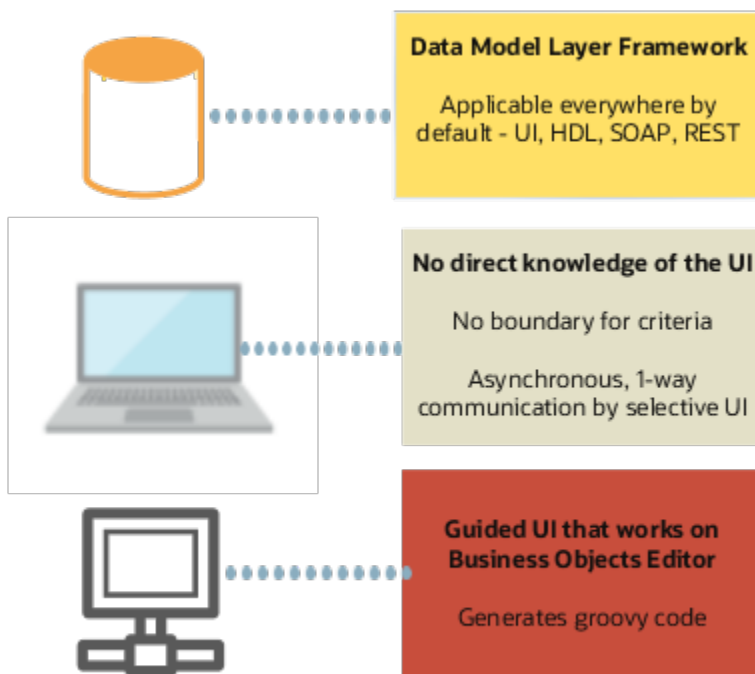 Data Model Layer Framework
Applicable everywhere by
default - UI, HDL, SOAP, REST
No direct knowledge of the UI
No boundary for criteria
Asynchronous, 1-way
communication by selective UI
Guided UI that works on
Business Objects Editor
Generates groovy code